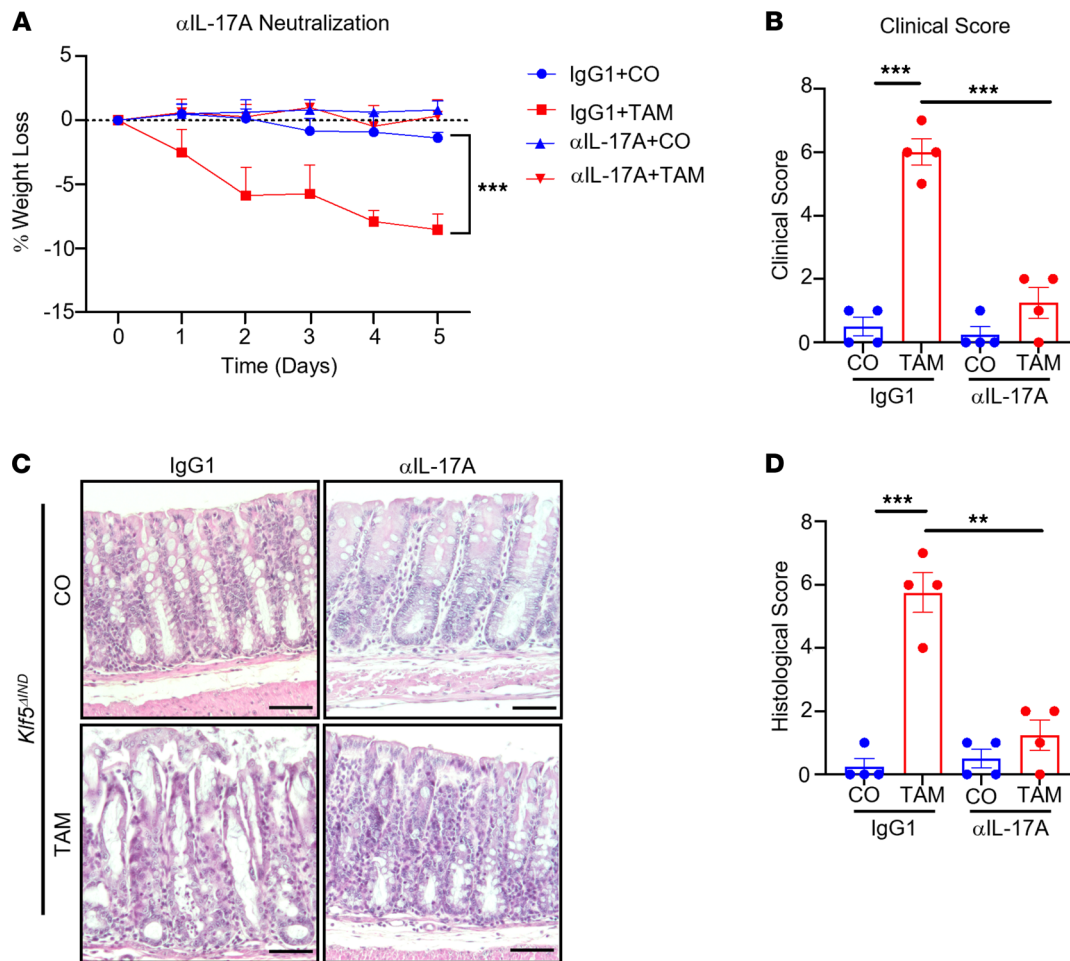 A
αIL-17A Neutralization
5
0
-5
-10
-15
% Weight Loss
0 1 2 3 4 5
Time (Days)
***
IgG1+CO
IgG1+TAM
αIL-17A+CO
αIL-17A+TAM
B
Clinical Score
*** ***
8
6
4
2
0
Clinical Score
CO TAM CO TAM
IgG1 αIL-17A
C
IgG1 αIL-17A
Klf5ΔIND
CO
TAM
D
*** **
8
6
4
2
0
Histological Score
CO TAM CO TAM
IgG1 αIL-17A